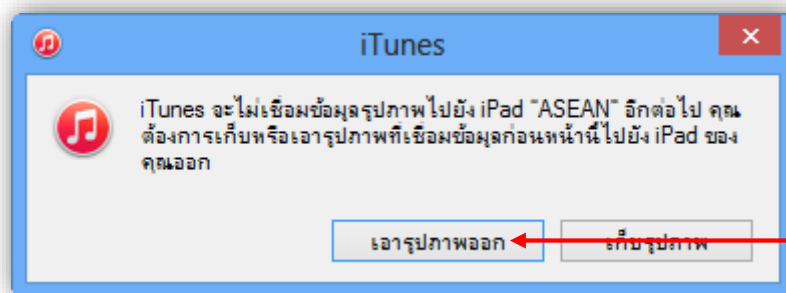 iTunes
iTunes จะไม่เชื่อมข้อมูลรูปภาพไปยัง iPad "ASEAN" อีกต่อไป คุณ
ต้องการเก็บหรือเอารูปภาพที่เชื่อมข้อมูลก่อนหน้านี้ไปยัง iPad ของ
คุณออก
เอารูปภาพออก เก็บรูปภาพ